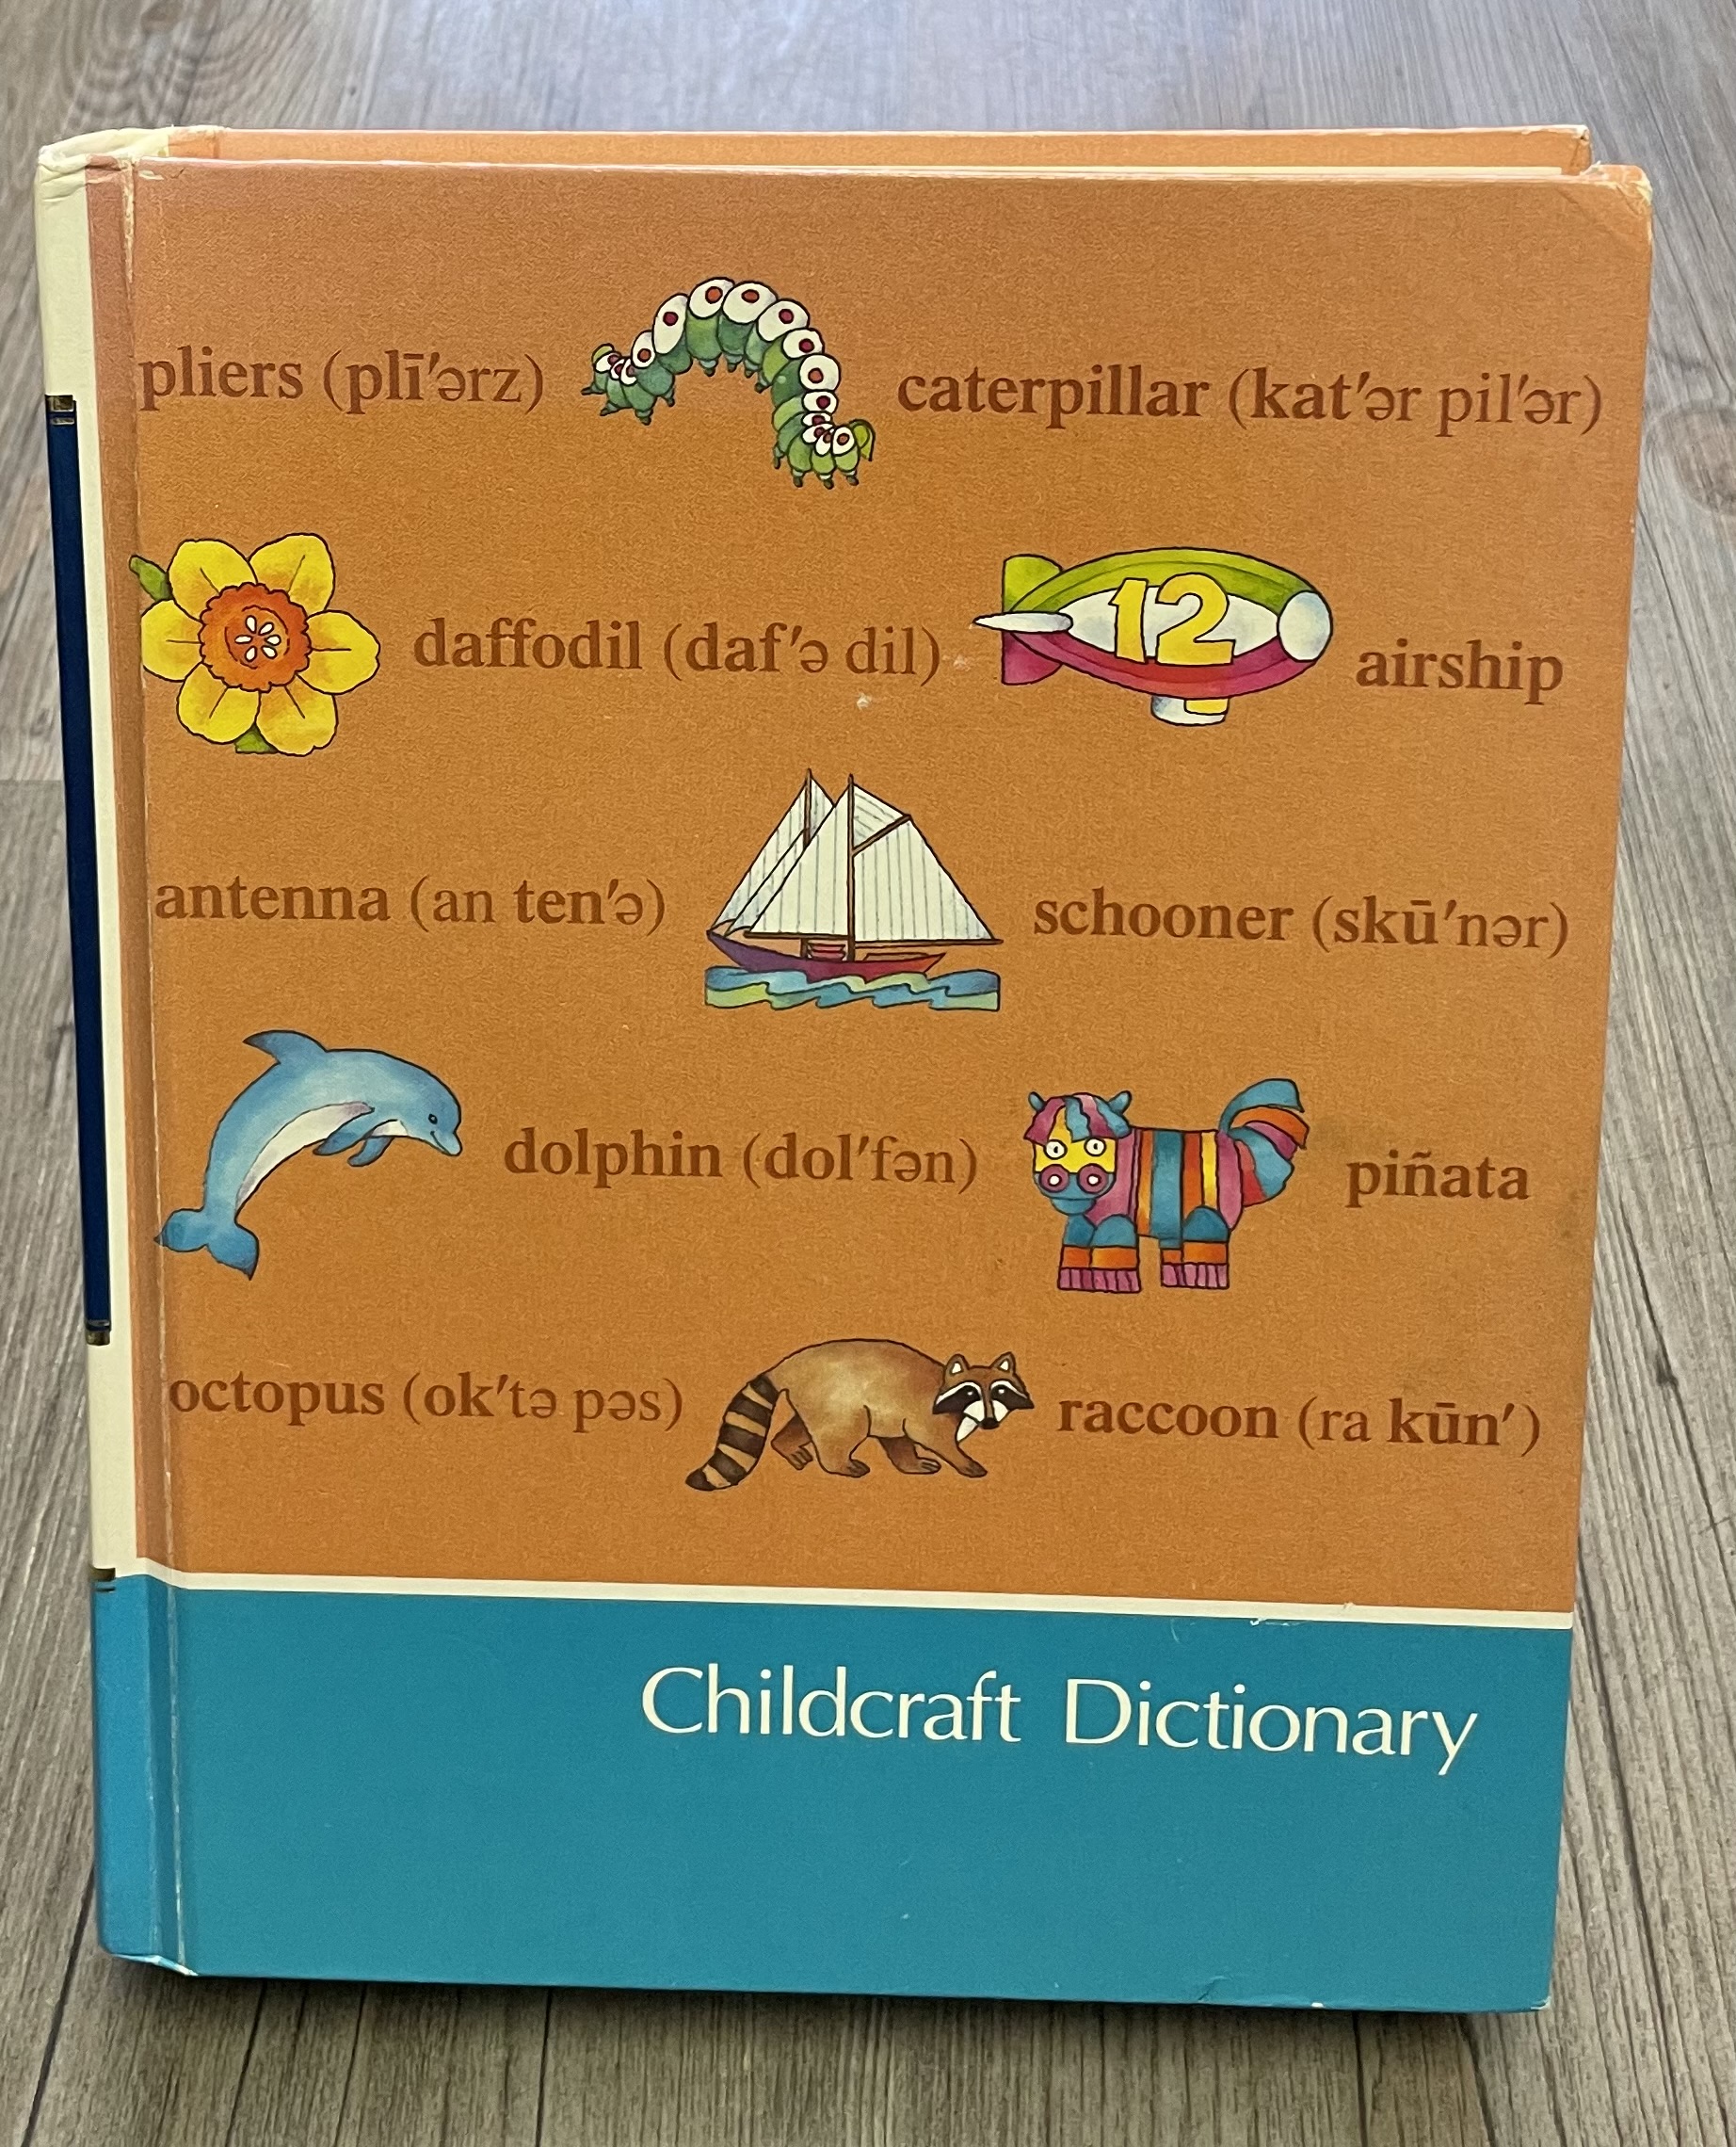 pliers (plī′ərz) caterpillar (kat′ər pil′ər)
daffodil (daf′ə dil) 12 airship
antenna (an ten′ə) schooner (skū′nər)
dolphin (dol′fən) piñata
octopus (ok′tə pəs) raccoon (ra kūn′)
Childcraft Dictionary